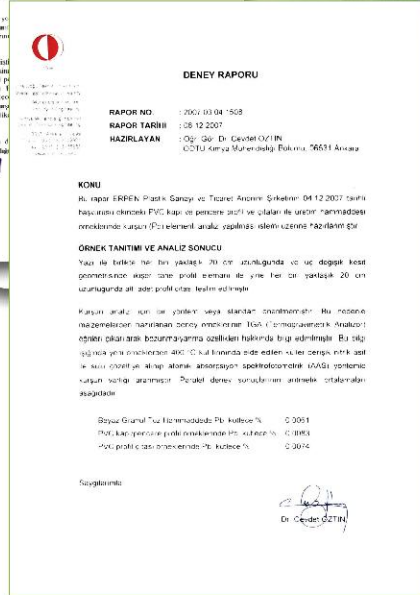 DENEY RAPORU
RAPOR NO. : 2007 03 04 1508
RAPOR TARİHİ : 08 12 2007
HAZIRLAYAN : Öğr. Gör. Dr. Cevdet ÖZTİN
ODTÜ Kimya Mühendisliği Bölümü, 06531 Ankara
KONU
Bu rapor ERPEN Plastik Sanayi ve Ticaret Anonim Şirketinin 04.12.2007 tarihli
başvurusu ekindeki PVC kapı ve pencere profil ve çıtaları ile üretim hammaddesi
örneklerinde kurşun (Pb) analizi yapılması üzerine hazırlanmıştır
ÖRNEK TANITIMI VE ANALİZ SONUCU
Yazı ile birlikte her biri yaklaşık 20 cm uzunluğunda ve üç değişik kesit
geometrisinde ikişer tane profil elemanı ile yine her biri yaklaşık 20 cm
uzunluğunda altı adet profil çıtası teslim edilmiştir
Kurşun analizi için bir yöntem veya standart önerilmemiştir. Bu nedenle
malzemelerden hazırlanan deney örneklerinin TGA (Termogravimetrik Analizör)
eğrileri çıkarılarak bozunma/yanma özellikleri hakkında bilgi edinilmiştir. Bu bilgi
ışığında yeni örneklerden 400 °C kül fırınında elde edilen küller derişik nitrik asit
ile sulu çözeltiye alınıp atomik absorpsiyon spektrofotometrik (AAS) yöntemle
kurşun varlığı aranmıştır. Paralel deney sonuçlarının aritmetik ortalamaları
aşağıdadır
Beyaz Granül Toz Hammaddede Pb, kütlece % 0.0051
PVC kapı/pencere profil örneklerinde Pb, kütlece % 0.0083
PVC profil çıtası örneklerinde Pb, kütlece % 0.0074
Saygılarımla
Dr. Cevdet ÖZTİN